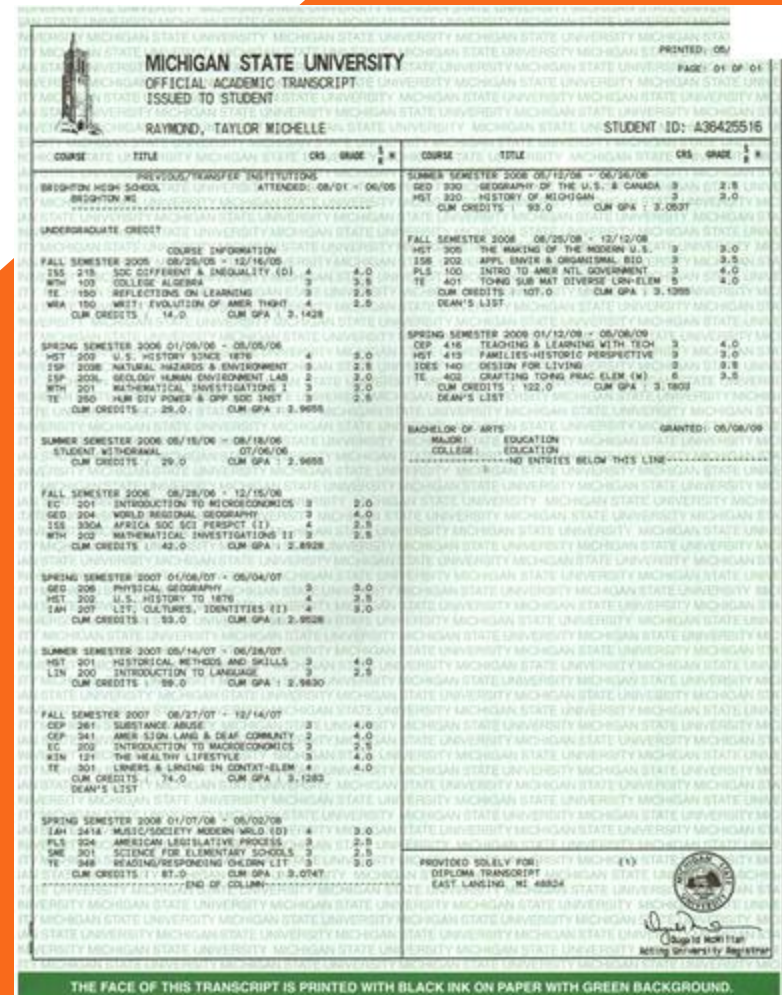 MICHIGAN STATE UNIVERSITY
OFFICIAL ACADEMIC TRANSCRIPT
ISSUED TO STUDENT
RAYMOND, TAYLOR MICHELLE
PRINTED: 05/
PAGE: 01 OF 01
STUDENT ID: A36425516
COURSE TITLE CRS GRADE
PREVIOUS/TRANSFER INSTITUTIONS
BRIGHTON HIGH SCHOOL ATTENDED: 08/01 - 06/05
BRIGHTON MI
UNDERGRADUATE CREDIT
COURSE INFORMATION
FALL SEMESTER 2005 08/29/05 - 12/16/05
ISS 215 SOC DIFFERENT & INEQUALITY (D) 4 4.0
MTH 103 COLLEGE ALGEBRA 3 3.5
TE 150 REFLECTIONS ON LEARNING 3 2.5
WRA 150 WRIT: EVOLUTION OF AMER THGHT 4 2.5
CUM CREDITS : 14.0 CUM GPA : 3.1428
SPRING SEMESTER 2006 01/09/06 - 05/05/06
HST 203 U.S. HISTORY SINCE 1876 4 3.0
ISP 203B NATURAL HAZARDS & ENVIRONMENT 3 2.5
ISP 203L GEOLOGY HUMAN ENVIRONMENT LAB 2 3.0
MTH 201 MATHEMATICAL INVESTIGATIONS I 3 3.0
TE 250 HUM DIV POWER & OPP SOC INST 3 2.5
CUM CREDITS : 29.0 CUM GPA : 2.9655
SUMMER SEMESTER 2006 05/15/06 - 08/18/06
STUDENT WITHDRAWAL 07/06/06
CUM CREDITS : 29.0 CUM GPA : 2.9655
FALL SEMESTER 2006 08/28/06 - 12/15/06
EC 201 INTRODUCTION TO MICROECONOMICS 3 2.0
GEO 204 WORLD REGIONAL GEOGRAPHY 3 4.0
ISS 330A AFRICA SOC SCI PERSPCT (I) 4 2.5
MTH 202 MATHEMATICAL INVESTIGATIONS II 3 2.5
CUM CREDITS : 42.0 CUM GPA : 2.8928
SPRING SEMESTER 2007 01/08/07 - 05/04/07
GEO 206 PHYSICAL GEOGRAPHY 3 3.0
HST 202 U.S. HISTORY TO 1876 4 3.5
IAH 207 LIT, CULTURES, IDENTITIES (I) 4 3.0
CUM CREDITS : 53.0 CUM GPA : 2.9528
SUMMER SEMESTER 2007 05/14/07 - 06/28/07
HST 201 HISTORICAL METHODS AND SKILLS 3 4.0
LIN 200 INTRODUCTION TO LANGUAGE 3 2.5
CUM CREDITS : 59.0 CUM GPA : 2.9830
FALL SEMESTER 2007 08/27/07 - 12/14/07
CEP 261 SUBSTANCE ABUSE 3 4.0
CEP 341 AMER SIGN LANG & DEAF COMMUNTY 2 4.0
EC 202 INTRODUCTION TO MACROECONOMICS 3 2.5
KIN 121 THE HEALTHY LIFESTYLE 3 4.0
TE 301 LRNERS & LRNING IN CONTXT-ELEM 4 4.0
CUM CREDITS : 74.0 CUM GPA : 3.1283
DEAN'S LIST
SPRING SEMESTER 2008 01/07/08 - 05/02/08
IAH 241A MUSIC/SOCIETY MODERN WRLD (D) 4 3.0
PLS 324 AMERICAN LEGISLATIVE PROCESS 3 2.5
SME 301 SCIENCE FOR ELEMENTARY SCHOOLS 3 2.5
TE 348 READING/RESPONDING CHLDRN LIT 3 3.0
CUM CREDITS : 87.0 CUM GPA : 3.0747
END OF COLUMN
COURSE TITLE CRS GRADE
SUMMER SEMESTER 2008 05/12/08 - 06/26/08
GEO 330 GEOGRAPHY OF THE U.S. & CANADA 3 2.5
HST 320 HISTORY OF MICHIGAN 3 3.0
CUM CREDITS : 93.0 CUM GPA : 3.0537
FALL SEMESTER 2008 08/25/08 - 12/12/08
HST 305 THE MAKING OF THE MODERN U.S. 3 3.0
ISB 202 APPL ENVIR & ORGANISMAL BIO 3 3.5
PLS 100 INTRO TO AMER NTL GOVERNMENT 3 4.0
TE 401 TCHNG SUB MAT DIVERSE LRN-ELEM 5 4.0
CUM CREDITS : 107.0 CUM GPA : 3.1355
DEAN'S LIST
SPRING SEMESTER 2009 01/12/09 - 05/08/09
CEP 416 TEACHING & LEARNING WITH TECH 3 4.0
HST 413 FAMILIES-HISTORIC PERSPECTIVE 3 3.0
IDES 140 DESIGN FOR LIVING 3 3.5
TE 402 CRAFTING TCHNG PRAC ELEM (W) 6 3.5
CUM CREDITS : 122.0 CUM GPA : 3.1803
DEAN'S LIST
BACHELOR OF ARTS GRANTED: 05/08/09
MAJOR: EDUCATION
COLLEGE: EDUCATION
NO ENTRIES BELOW THIS LINE
PROVIDED SOLELY FOR: (1)
DIPLOMA TRANSCRIPT
EAST LANSING MI 48824
Dugald McMillan
Acting University Registrar
THE FACE OF THIS TRANSCRIPT IS PRINTED WITH BLACK INK ON PAPER WITH GREEN BACKGROUND.